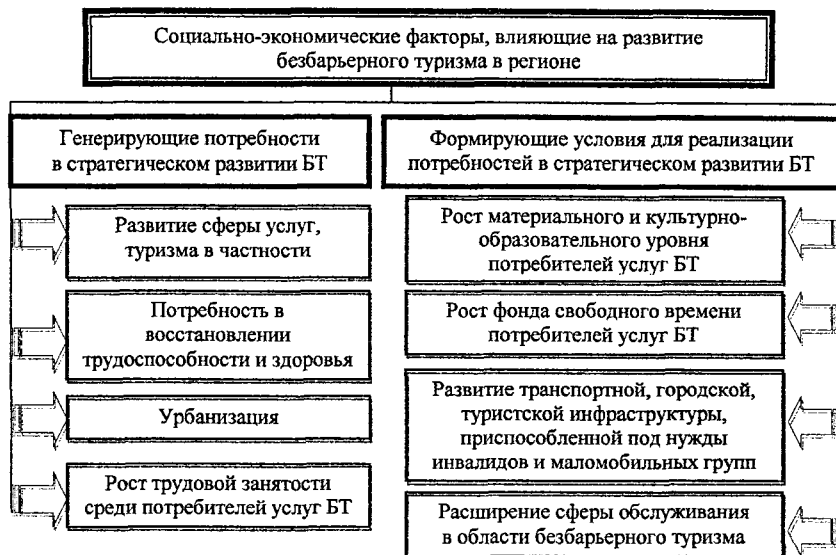 Социально-экономические факторы, влияющие на развитие
безбарьерного туризма в регионе
Генерирующие потребности
в стратегическом развитии БТ
Развитие сферы услуг,
туризма в частности
Потребность в
восстановлении
трудоспособности и здоровья
Урбанизация
Рост трудовой занятости
среди потребителей услуг БТ
Формирующие условия для реализации
потребностей в стратегическом развитии БТ
Рост материального и культурно-
образовательного уровня
потребителей услуг БТ
Рост фонда свободного времени
потребителей услуг БТ
Развитие транспортной, городской,
туристской инфраструктуры,
приспособленной под нужды
инвалидов и маломобильных групп
Расширение сферы обслуживания
в области безбарьерного туризма